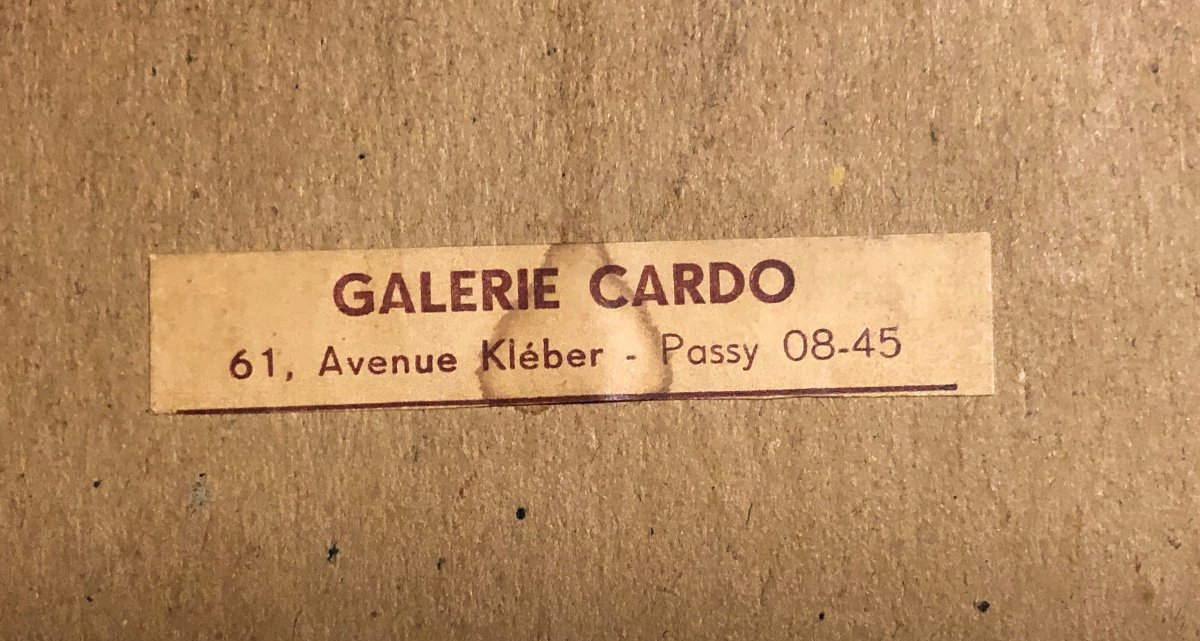 GALERIE CARDO
61, Avenue Kléber - Passy 08-45